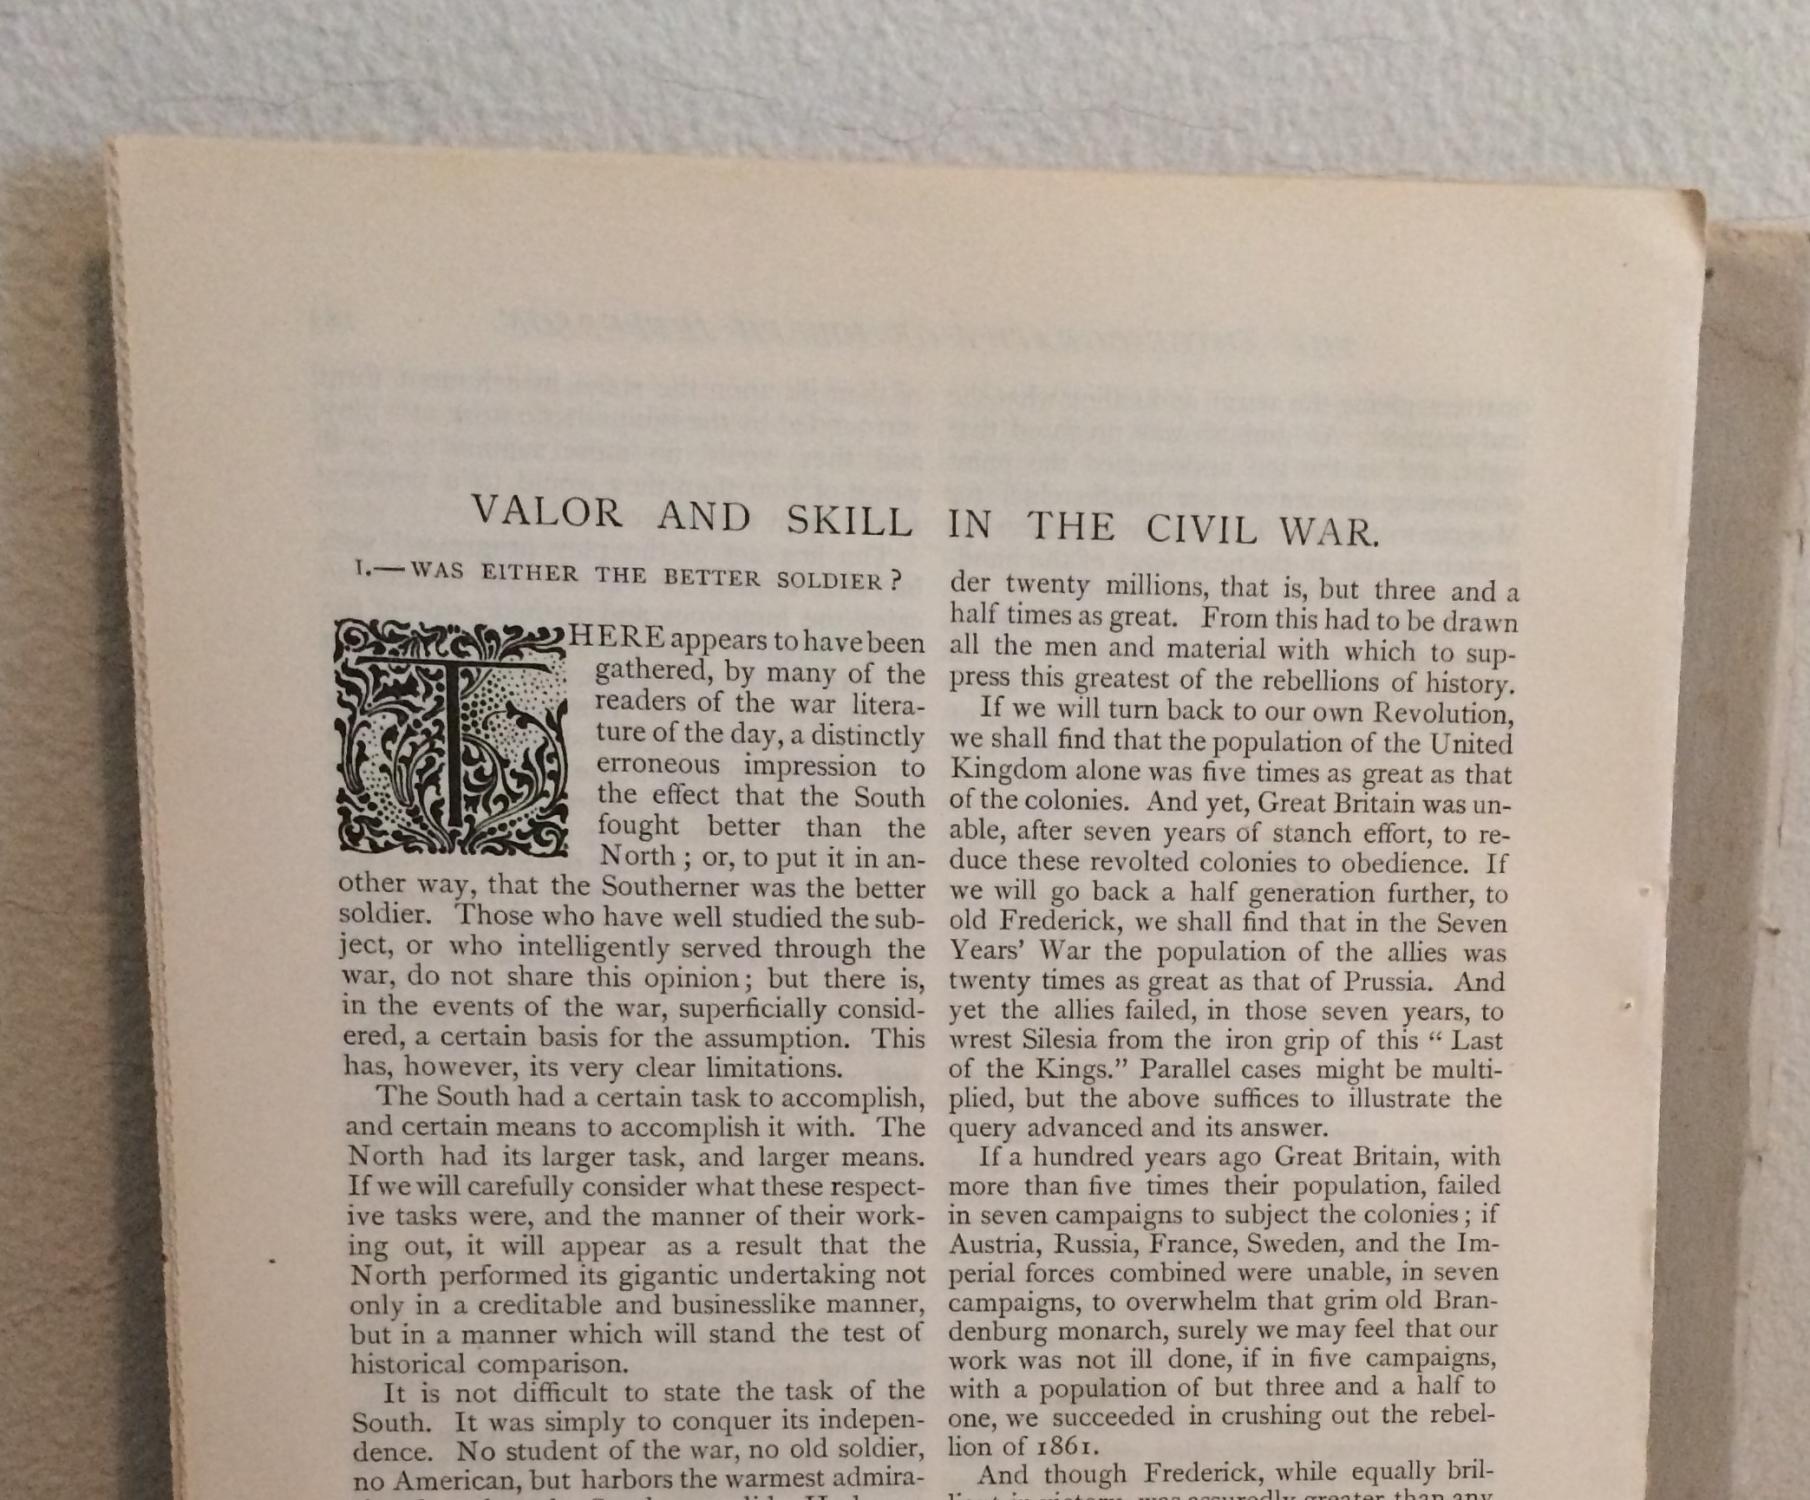 VALOR AND SKILL IN THE CIVIL WAR.
I.—WAS EITHER THE BETTER SOLDIER?
THERE appears to have been
gathered, by many of the
readers of the war litera-
ture of the day, a distinctly
erroneous impression to
the effect that the South
fought better than the
North; or, to put it in an-
other way, that the Southerner was the better
soldier. Those who have well studied the sub-
ject, or who intelligently served through the
war, do not share this opinion; but there is,
in the events of the war, superficially consid-
ered, a certain basis for the assumption. This
has, however, its very clear limitations.
The South had a certain task to accomplish,
and certain means to accomplish it with. The
North had its larger task, and larger means.
If we will carefully consider what these respect-
ive tasks were, and the manner of their work-
ing out, it will appear as a result that the
North performed its gigantic undertaking not
only in a creditable and businesslike manner,
but in a manner which will stand the test of
historical comparison.
It is not difficult to state the task of the
South. It was simply to conquer its indepen-
dence. No student of the war, no old soldier,
no American, but harbors the warmest admira-
der twenty millions, that is, but three and a
half times as great. From this had to be drawn
all the men and material with which to sup-
press this greatest of the rebellions of history.
If we will turn back to our own Revolution,
we shall find that the population of the United
Kingdom alone was five times as great as that
of the colonies. And yet, Great Britain was un-
able, after seven years of stanch effort, to re-
duce these revolted colonies to obedience. If
we will go back a half generation further, to
old Frederick, we shall find that in the Seven
Years' War the population of the allies was
twenty times as great as that of Prussia. And
yet the allies failed, in those seven years, to
wrest Silesia from the iron grip of this “ Last
of the Kings.” Parallel cases might be multi-
plied, but the above suffices to illustrate the
query advanced and its answer.
If a hundred years ago Great Britain, with
more than five times their population, failed
in seven campaigns to subject the colonies; if
Austria, Russia, France, Sweden, and the Im-
perial forces combined were unable, in seven
campaigns, to overwhelm that grim old Bran-
denburg monarch, surely we may feel that our
work was not ill done, if in five campaigns,
with a population of but three and a half to
one, we succeeded in crushing out the rebel-
lion of 1861.
And though Frederick, while equally bril-
liant in victory, was assuredly greater than any